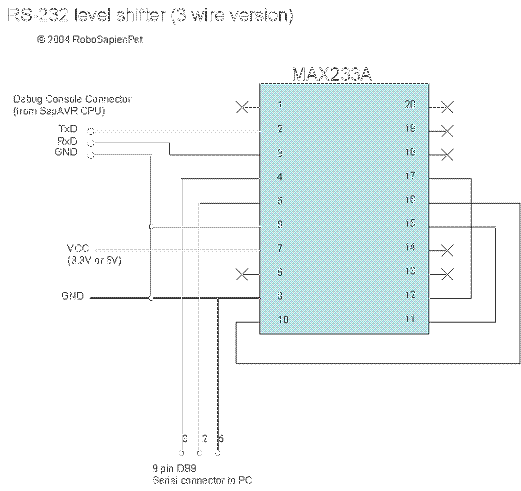 RS-232 level shifter (3 wire version)
© 2004 RoboSapienPet
MAX233A
Debug Console Connector
(from SapAVR CPU)
TxD
RxD
GND
VCC
(3.3V or 5V)
GND
1
2
3
4
5
6
7
8
9
10
20
19
18
17
16
15
14
13
12
11
3 2 5
9 pin DB9
Serial connector to PC